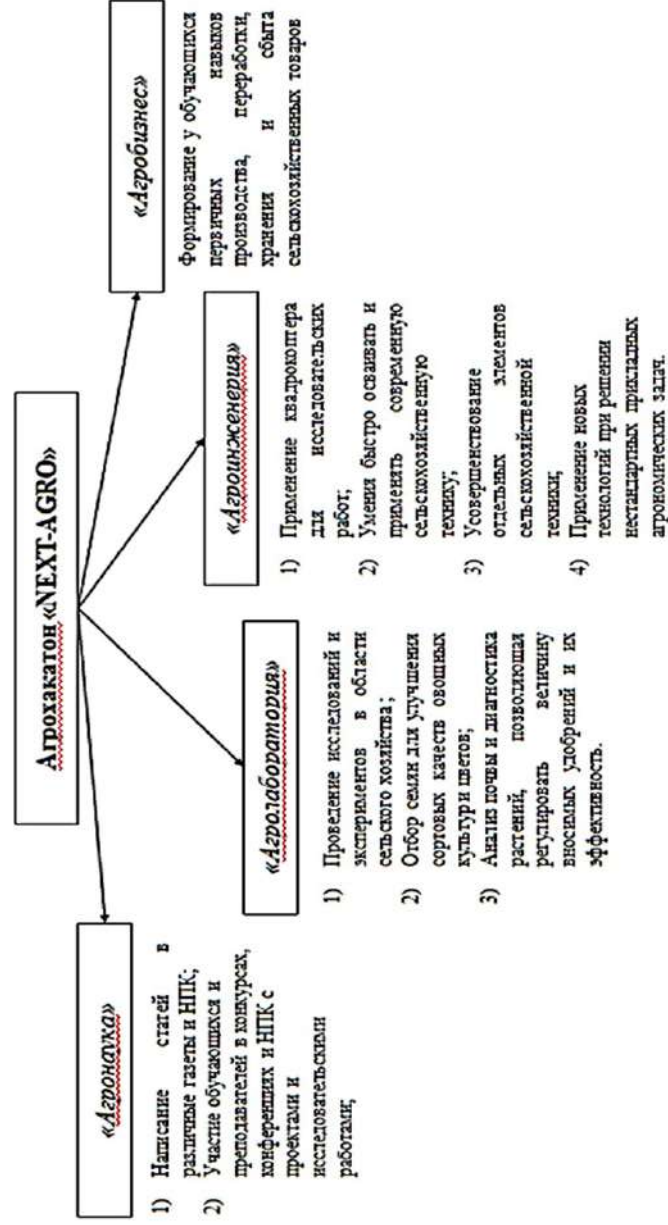 Агрохакатон «NEXT-AGRO»
«Агронаука»
1) Написание статей в
различные газеты и НПК;
2) Участие обучающихся и
преподавателей в конкурсах,
конференциях и НПК с
проектами и
исследовательскими
работами;
«Агролаборатория»
1) Проведение исследований и
экспериментов в области
сельского хозяйства;
2) Отбор семян для улучшения
сортовых качеств овощных
культур и цветов;
3) Анализ почвы и диагностика
растений, позволяющая
регулировать величину
вносимых удобрений и их
эффективность.
«Агроинженерия»
1) Применение квадрокоптера
для исследовательских
работ;
2) Умения быстро осваивать и
применять современную
сельскохозяйственную
технику;
3) Усовершенствование
отдельных элементов
сельскохозяйственной
техники;
4) Применение новых
технологий при решении
нестандартных прикладных
агрономических задач.
«Агробизнес»
Формирование у обучающихся
первичных навыков
производства, переработки,
хранения и сбыта
сельскохозяйственных товаров